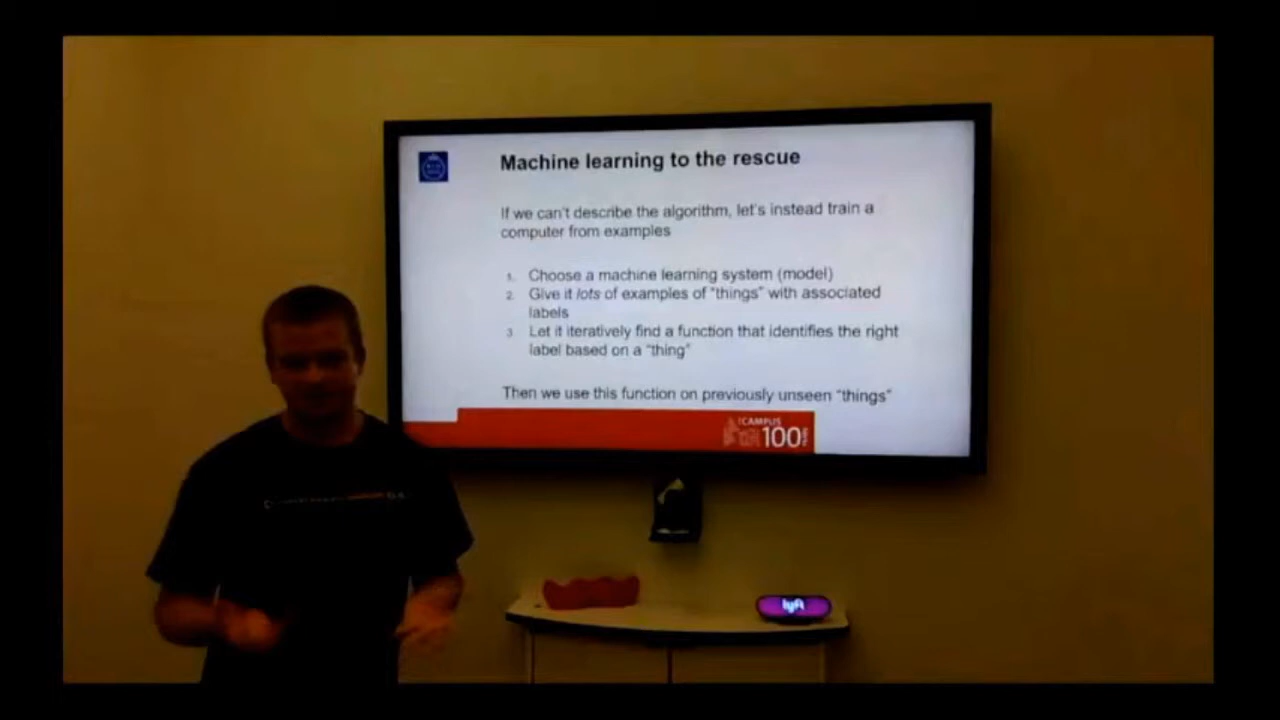 Machine learning to the rescue
If we can't describe the algorithm, let's instead train a
computer from examples
1. Choose a machine learning system (model)
2. Give it lots of examples of "things" with associated
labels
3. Let it iteratively find a function that identifies the right
label based on a "thing"
Then we use this function on previously unseen "things"
CAMPUS
100
lyft